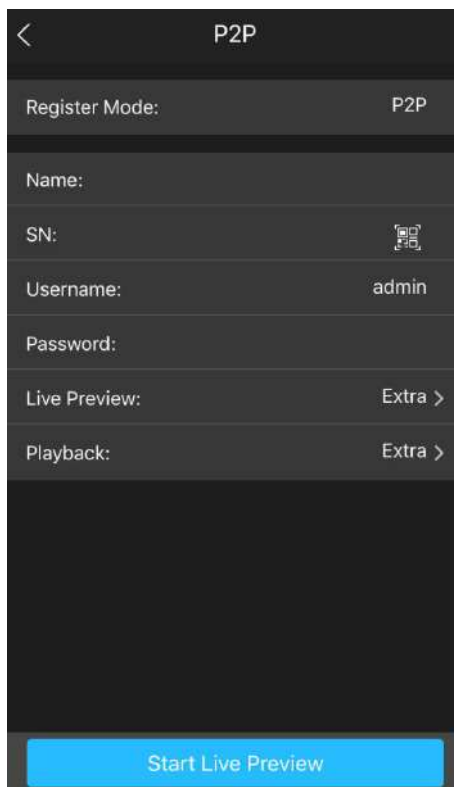 P2P
Register Mode: P2P
Name:
SN:
Username: admin
Password:
Live Preview: Extra >
Playback: Extra >
Start Live Preview